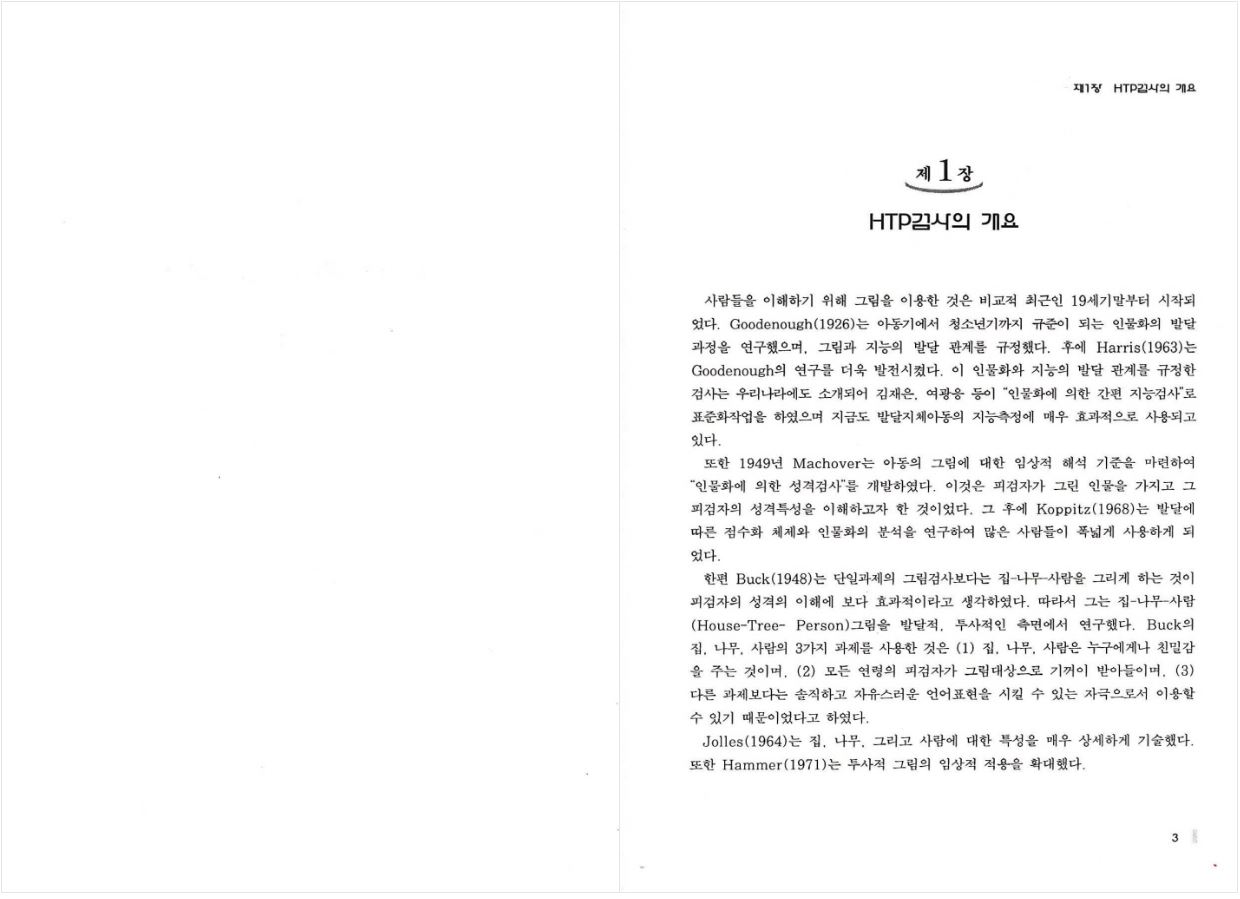 제1장 HTP검사의 개요
제 1 장
HTP검사의 개요
사람들을 이해하기 위해 그림을 이용한 것은 비교적 최근인 19세기말부터 시작되
었다. Goodenough(1926)는 아동기에서 청소년기까지 규준이 되는 인물화의 발달
과정을 연구했으며, 그림과 지능의 발달 관계를 규정했다. 후에 Harris(1963)는
Goodenough의 연구를 더욱 발전시켰다. 이 인물화와 지능의 발달 관계를 규정한
검사는 우리나라에도 소개되어 김재은, 여광응 등이 "인물화에 의한 간편 지능검사"로
표준화작업을 하였으며 지금도 발달지체아동의 지능측정에 매우 효과적으로 사용되고
있다.
또한 1949년 Machover는 아동의 그림에 대한 임상적 해석 기준을 마련하여
"인물화에 의한 성격검사"를 개발하였다. 이것은 피검자가 그린 인물을 가지고 그
피검자의 성격특성을 이해하고자 한 것이었다. 그 후에 Koppitz(1968)는 발달에
따른 점수화 체제와 인물화의 분석을 연구하여 많은 사람들이 폭넓게 사용하게 되
었다.
한편 Buck(1948)는 단일과제의 그림검사보다는 집-나무-사람을 그리게 하는 것이
피검자의 성격의 이해에 보다 효과적이라고 생각하였다. 따라서 그는 집-나무-사람
(House-Tree- Person)그림을 발달적, 투사적인 측면에서 연구했다. Buck의
집, 나무, 사람의 3가지 과제를 사용한 것은 (1) 집, 나무, 사람은 누구에게나 친밀감
을 주는 것이며, (2) 모든 연령의 피검자가 그림대상으로 기꺼이 받아들이며, (3)
다른 과제보다는 솔직하고 자유스러운 언어표현을 시킬 수 있는 자극으로서 이용할
수 있기 때문이었다고 하였다.
Jolles(1964)는 집, 나무, 그리고 사람에 대한 특성을 매우 상세하게 기술했다.
또한 Hammer(1971)는 투사적 그림의 임상적 적용을 확대했다.
3